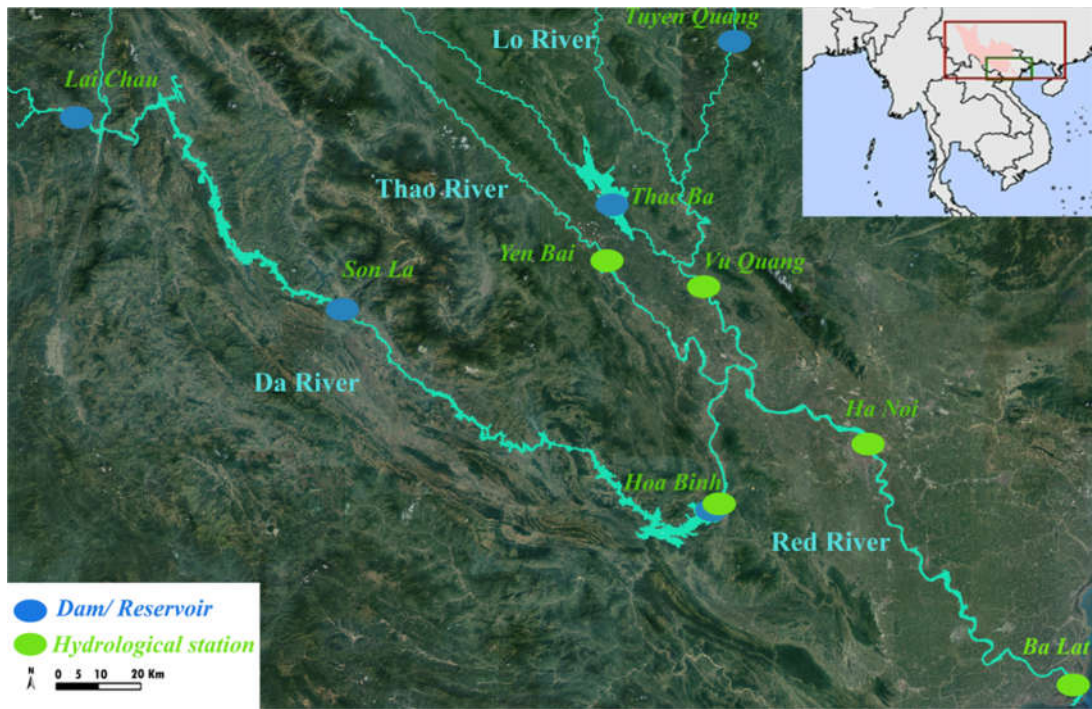 Tuyen Quang
Lo River
Lai Chau
Thao River
Thac Ba
Yen Bai
Vu Quang
Son La
Da River
Ha Noi
Hoa Binh
Red River
Dam/ Reservoir
Hydrological station
Ba Lat
N
0 5 10 20 Km